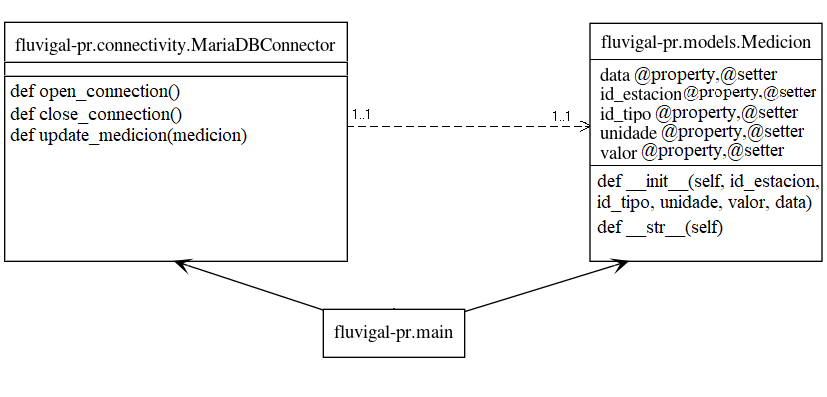 fluvigal-pr.connectivity.MariaDBConnector
def open_connection()
def close_connection()
def update_medicion(medicion)
1..1
1..1
fluvigal-pr.models.Medicion
data @property,@setter
id_estacion @property,@setter
id_tipo @property,@setter
unidade @property,@setter
valor @property,@setter
def __init__(self, id_estacion,
id_tipo, unidade, valor, data)
def __str__(self)
fluvigal-pr.main